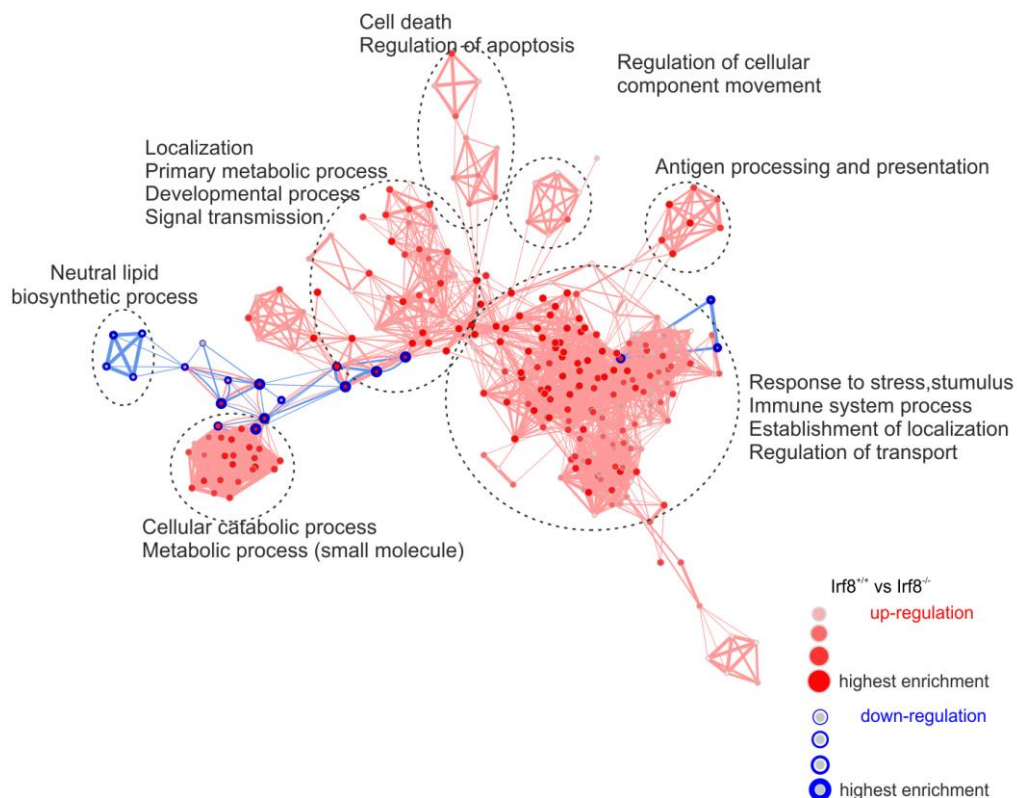 Cell death
Regulation of apoptosis
Regulation of cellular
component movement
Localization
Primary metabolic process
Developmental process
Signal transmission
Antigen processing and presentation
Neutral lipid
biosynthetic process
Response to stress,stumulus
Immune system process
Establishment of localization
Regulation of transport
Cellular catabolic process
Metabolic process (small molecule)
Irf8+/+ vs Irf8-/-
up-regulation
highest enrichment
down-regulation
highest enrichment